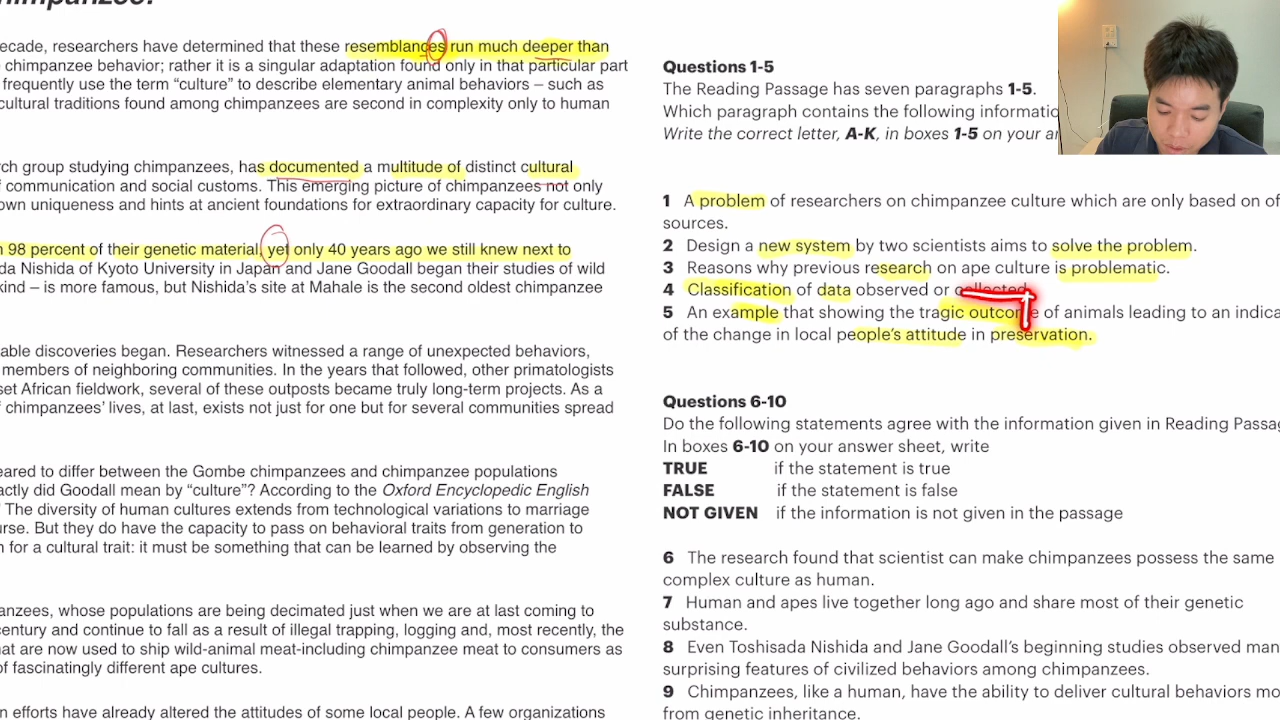 ecade, researchers have determined that these resemblances run much deeper than
chimpanzee behavior; rather it is a singular adaptation found only in that particular part
frequently use the term “culture” to describe elementary animal behaviors – such as
cultural traditions found among chimpanzees are second in complexity only to human
rch group studying chimpanzees, has documented a multitude of distinct cultural
f communication and social customs. This emerging picture of chimpanzees not only
own uniqueness and hints at ancient foundations for extraordinary capacity for culture.
n 98 percent of their genetic material, yet only 40 years ago we still knew next to
da Nishida of Kyoto University in Japan and Jane Goodall began their studies of wild
kind – is more famous, but Nishida’s site at Mahale is the second oldest chimpanzee
able discoveries began. Researchers witnessed a range of unexpected behaviors,
members of neighboring communities. In the years that followed, other primatologists
set African fieldwork, several of these outposts became truly long-term projects. As a
f chimpanzees’ lives, at last, exists not just for one but for several communities spread
eared to differ between the Gombe chimpanzees and chimpanzee populations
actly did Goodall mean by “culture”? According to the Oxford Encyclopedic English
The diversity of human cultures extends from technological variations to marriage
urse. But they do have the capacity to pass on behavioral traits from generation to
n for a cultural trait: it must be something that can be learned by observing the
anzees, whose populations are being decimated just when we are at last coming to
century and continue to fall as a result of illegal trapping, logging and, most recently, the
hat are now used to ship wild-animal meat-including chimpanzee meat to consumers as
of fascinatingly different ape cultures.
n efforts have already altered the attitudes of some local people. A few organizations
Questions 1-5
The Reading Passage has seven paragraphs 1-5.
Which paragraph contains the following informatio
Write the correct letter, A-K, in boxes 1-5 on your an
1 A problem of researchers on chimpanzee culture which are only based on of
sources.
2 Design a new system by two scientists aims to solve the problem.
3 Reasons why previous research on ape culture is problematic.
4 Classification of data observed or collected.
5 An example that showing the tragic outcome of animals leading to an indica
of the change in local people’s attitude in preservation.
Questions 6-10
Do the following statements agree with the information given in Reading Passag
In boxes 6-10 on your answer sheet, write
TRUE if the statement is true
FALSE if the statement is false
NOT GIVEN if the information is not given in the passage
6 The research found that scientist can make chimpanzees possess the same
complex culture as human.
7 Human and apes live together long ago and share most of their genetic
substance.
8 Even Toshisada Nishida and Jane Goodall’s beginning studies observed man
surprising features of civilized behaviors among chimpanzees.
9 Chimpanzees, like a human, have the ability to deliver cultural behaviors mo
from genetic inheritance.